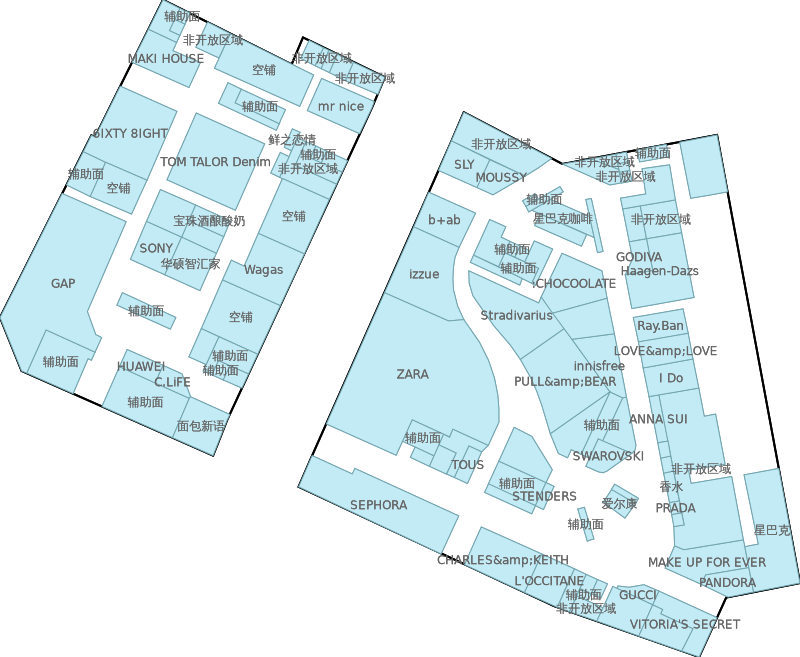 辅助面
非开放区域
MAKI HOUSE
空铺
非开放区域
非开放区域
辅助面
mr nice
6IXTY 8IGHT
鲜之恋情
辅助面
TOM TALOR Denim
非开放区域
辅助面
空铺
宝珠酒酿酸奶
空铺
SONY
华硕智汇家
Wagas
GAP
辅助面
空铺
辅助面
辅助面
HUAWEI
辅助面
C.LiFE
辅助面
面包新语
非开放区域
SLY
MOUSSY
辅助面
非开放区域
非开放区域
辅助面
b+ab
星巴克咖啡
非开放区域
辅助面
GODIVA
izzue
辅助面
Haagen-Dazs
:CHOCOOLATE
Stradivarius
Ray.Ban
LOVE&amp;LOVE
innisfree
ZARA
PULL&amp;BEAR
I Do
ANNA SUI
辅助面
辅助面
SWAROVSKI
TOUS
非开放区域
辅助面
香水
STENDERS
SEPHORA
爱尔康
PRADA
辅助面
星巴克
CHARLES&amp;KEITH
MAKE UP FOR EVER
L'OCCITANE
PANDORA
辅助面
GUCCI
非开放区域
VITORIA'S SECRET